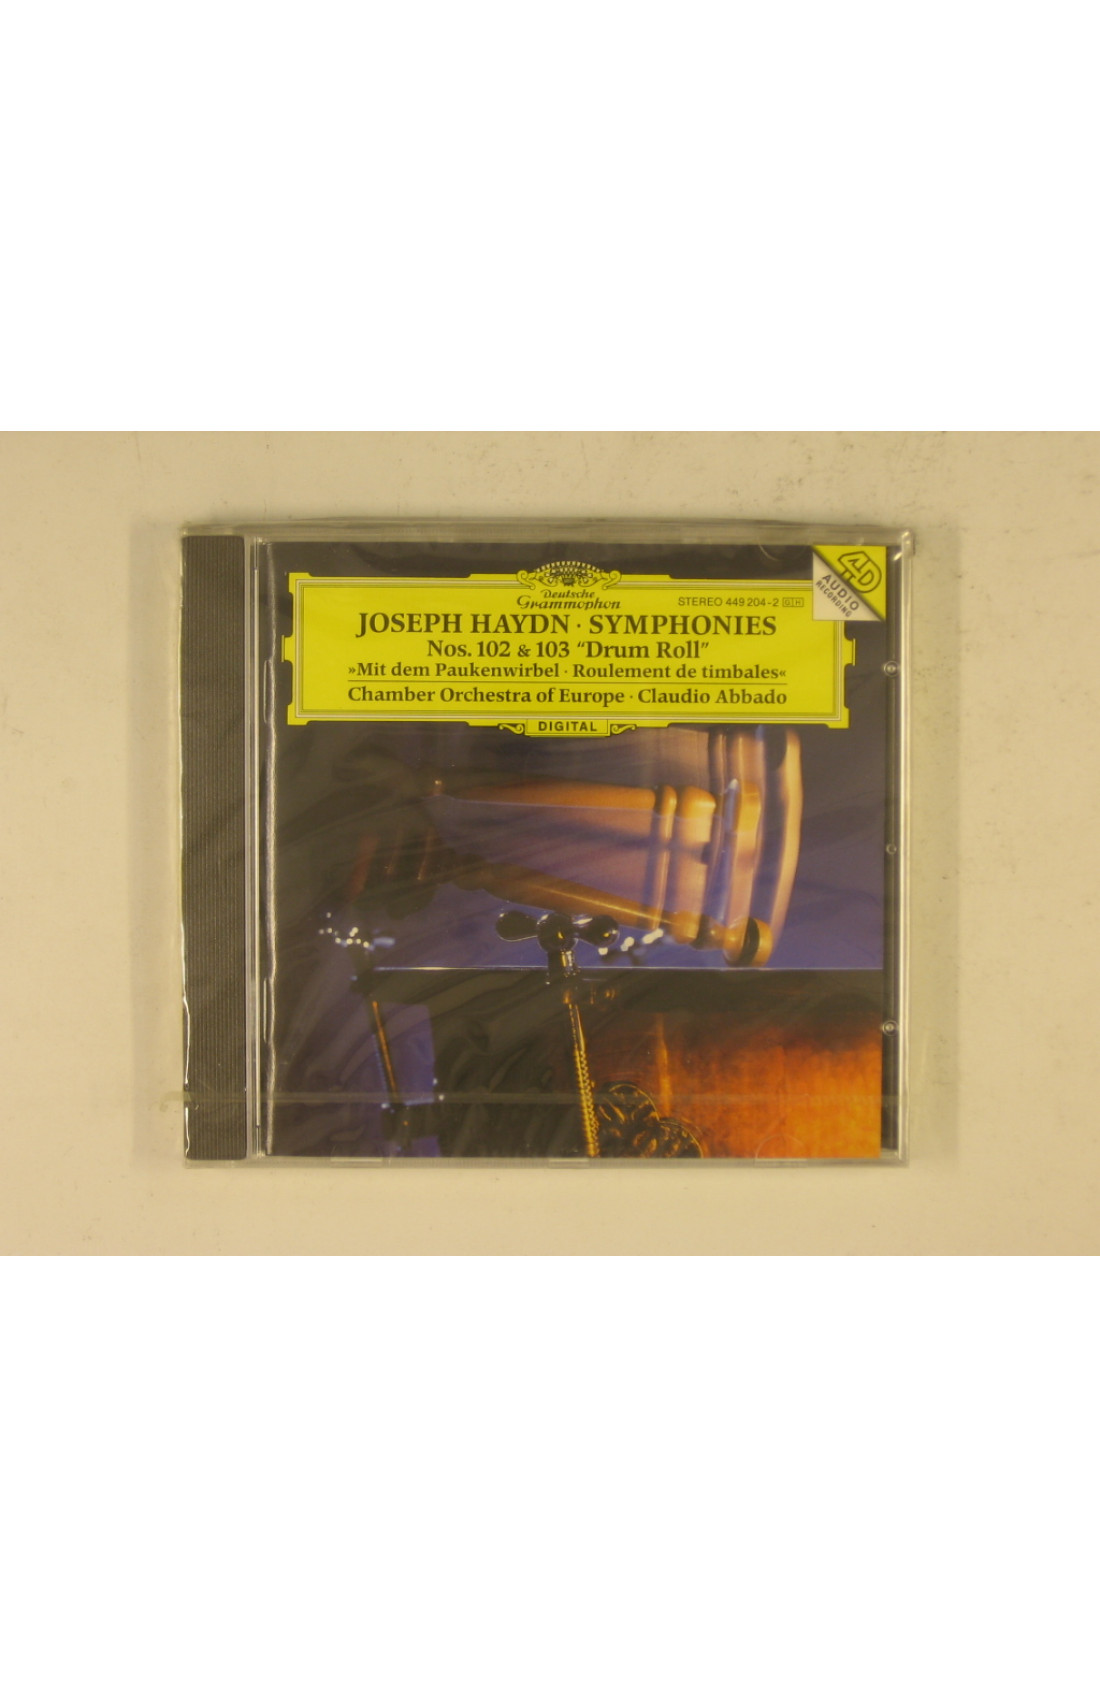 Deutsche
Grammophon
STEREO 449 204-2 GH
4D
AUDIO
RECORDING
JOSEPH HAYDN · SYMPHONIES
Nos. 102 & 103 “Drum Roll”
»Mit dem Paukenwirbel · Roulement de timbales«
Chamber Orchestra of Europe · Claudio Abbado
DIGITAL